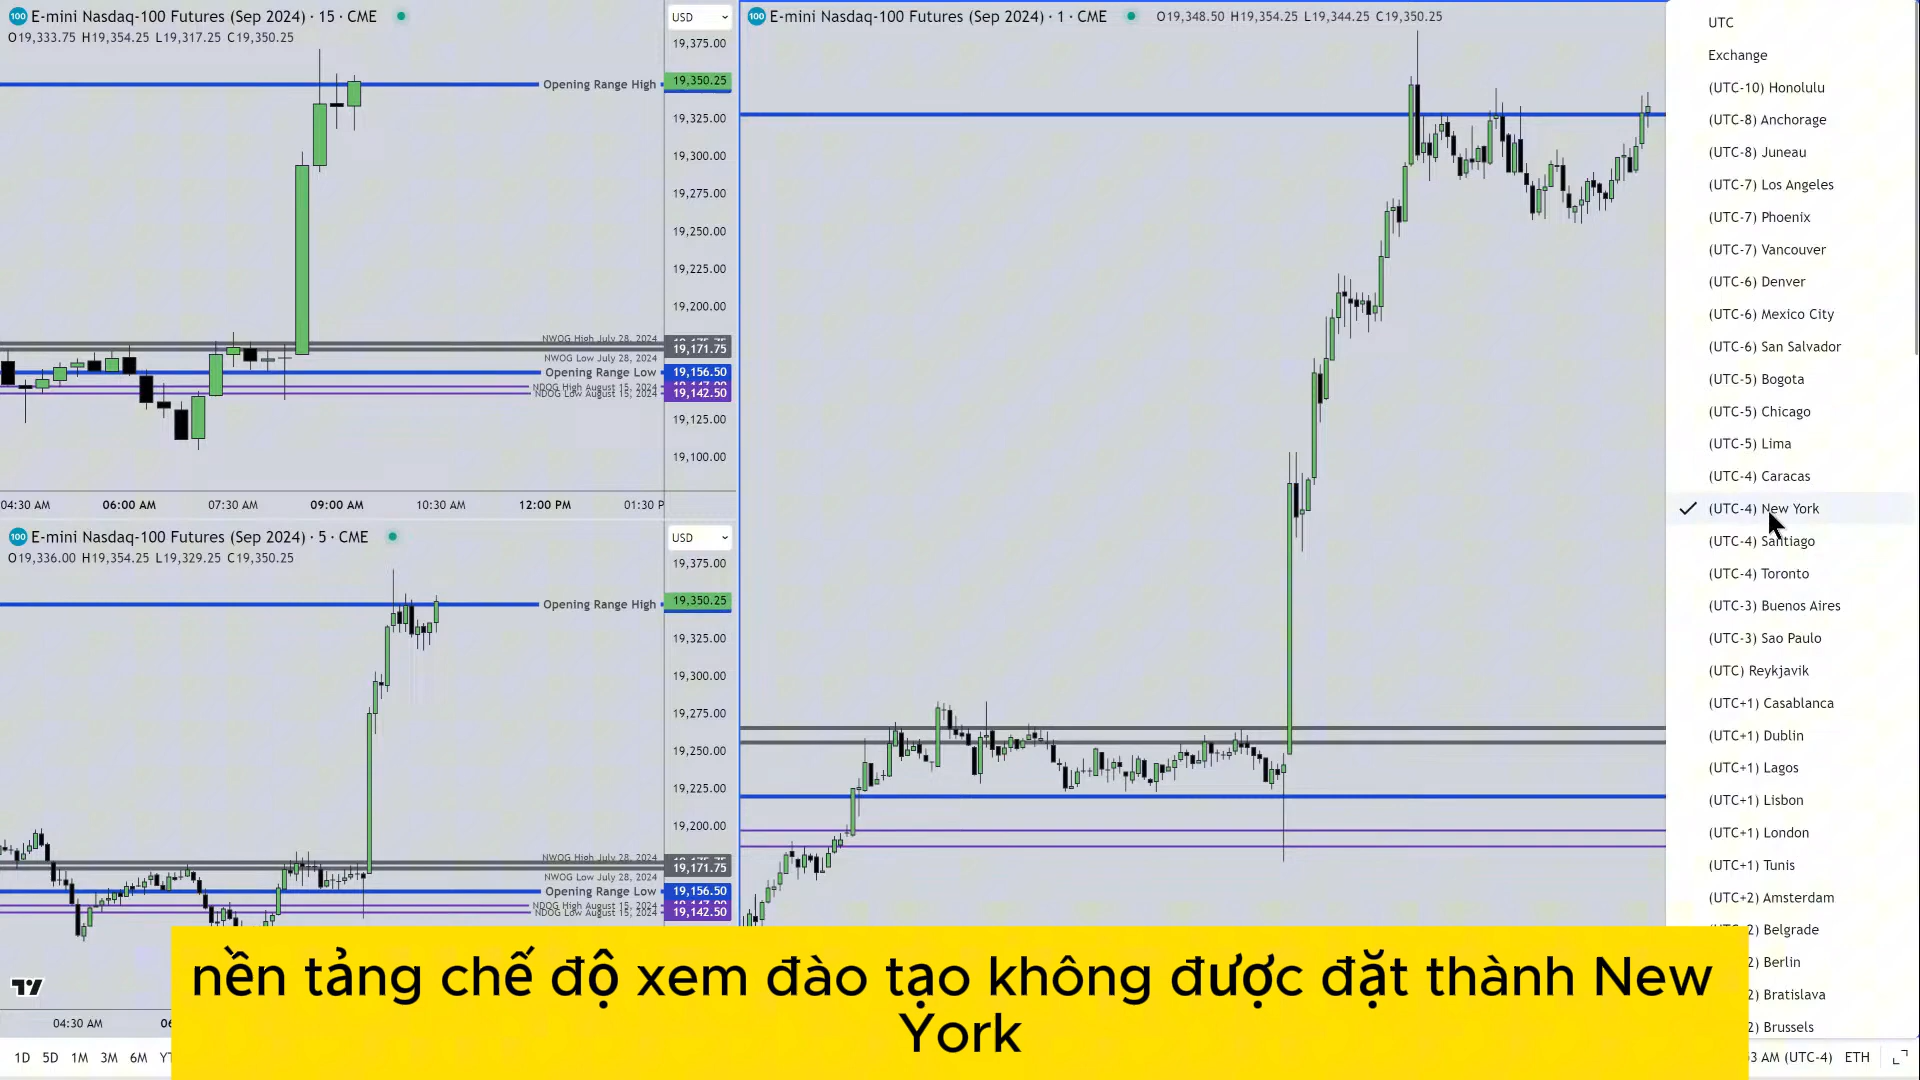 E-mini Nasdaq-100 Futures (Sep 2024) · 15 · CME
O19,333.75 H19,354.25 L19,317.25 C19,350.25
USD
19,375.00
19,350.25
Opening Range High
19,325.00
19,300.00
19,275.00
19,250.00
19,225.00
19,200.00
NWOG High July 28, 2024
19,171.75
NWOG Low July 28, 2024
Opening Range Low
19,156.50
NDOG High August 15, 2024
NDOG Low August 15, 2024
19,142.50
19,125.00
19,100.00
04:30 AM 06:00 AM 07:30 AM 09:00 AM 10:30 AM 12:00 PM 01:30 P
E-mini Nasdaq-100 Futures (Sep 2024) · 5 · CME
O19,336.00 H19,354.25 L19,329.25 C19,350.25
USD
19,375.00
19,350.25
Opening Range High
19,325.00
19,300.00
19,275.00
19,250.00
19,225.00
19,200.00
NWOG High July 28, 2024
19,171.75
NWOG Low July 28, 2024
Opening Range Low
19,156.50
NDOG High August 15, 2024
NDOG Low August 15, 2024
19,142.50
04:30 AM
1D 5D 1M 3M 6M
E-mini Nasdaq-100 Futures (Sep 2024) · 1 · CME O19,348.50 H19,354.25 L19,344.25 C19,350.25
UTC
Exchange
(UTC-10) Honolulu
(UTC-8) Anchorage
(UTC-8) Juneau
(UTC-7) Los Angeles
(UTC-7) Phoenix
(UTC-7) Vancouver
(UTC-6) Denver
(UTC-6) Mexico City
(UTC-6) San Salvador
(UTC-5) Bogota
(UTC-5) Chicago
(UTC-5) Lima
(UTC-4) Caracas
(UTC-4) New York
(UTC-4) Santiago
(UTC-4) Toronto
(UTC-3) Buenos Aires
(UTC-3) Sao Paulo
(UTC) Reykjavik
(UTC+1) Casablanca
(UTC+1) Dublin
(UTC+1) Lagos
(UTC+1) Lisbon
(UTC+1) London
(UTC+1) Tunis
(UTC+2) Amsterdam
2) Belgrade
2) Berlin
2) Bratislava
2) Brussels
3 AM (UTC-4) ETH
nền tảng chế độ xem đào tạo không được đặt thành New
York